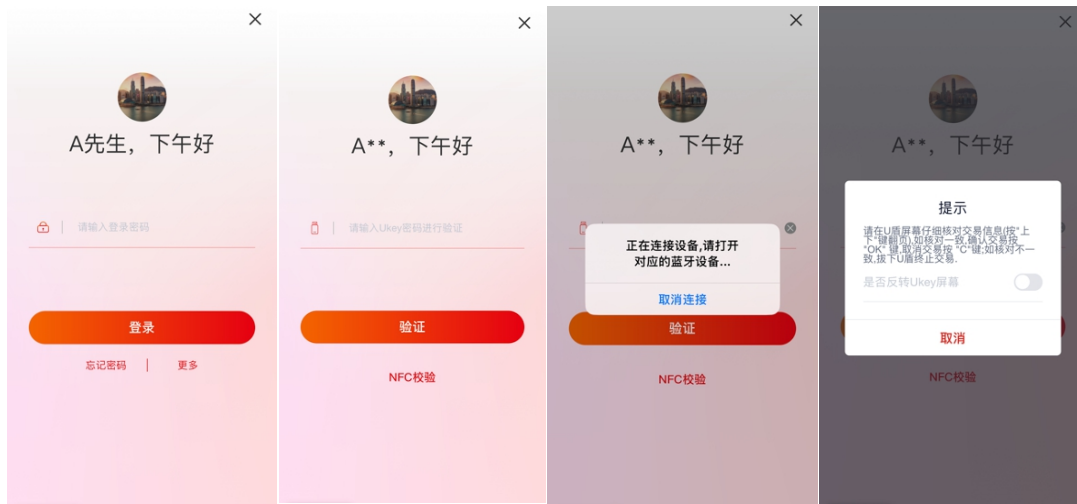 A先生，下午好
请输入登录密码
登录
忘记密码
更多
A**，下午好
请输入Ukey密码进行验证
验证
NFC校验
A**，下午好
正在连接设备,请打开
对应的蓝牙设备...
取消连接
验证
NFC校验
A**，下午好
提示
请在U盾屏幕仔细核对交易信息(按"上
下"键翻页),如核对一致,确认交易按
"OK" 键,取消交易按 "C"键;如核对不一
致,拔下U盾终止交易.
是否反转Ukey屏幕
取消
NFC校验